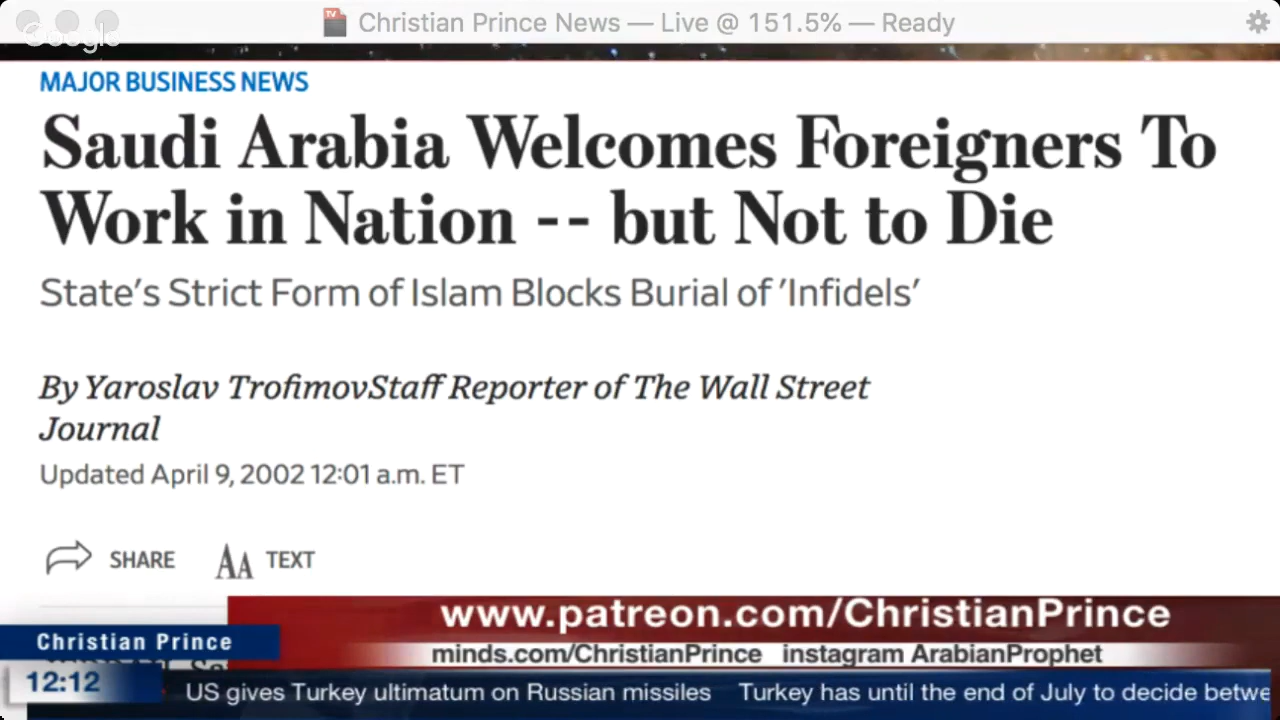 Christian Prince News — Live @ 151.5% — Ready
Google
MAJOR BUSINESS NEWS
Saudi Arabia Welcomes Foreigners To
Work in Nation -- but Not to Die
State's Strict Form of Islam Blocks Burial of 'Infidels'
By Yaroslav TrofimovStaff Reporter of The Wall Street
Journal
Updated April 9, 2002 12:01 a.m. ET
SHARE AA TEXT
www.patreon.com/ChristianPrince
Christian Prince
minds.com/ChristianPrince instagram ArabianProphet
12:12
US gives Turkey ultimatum on Russian missiles Turkey has until the end of July to decide betwe